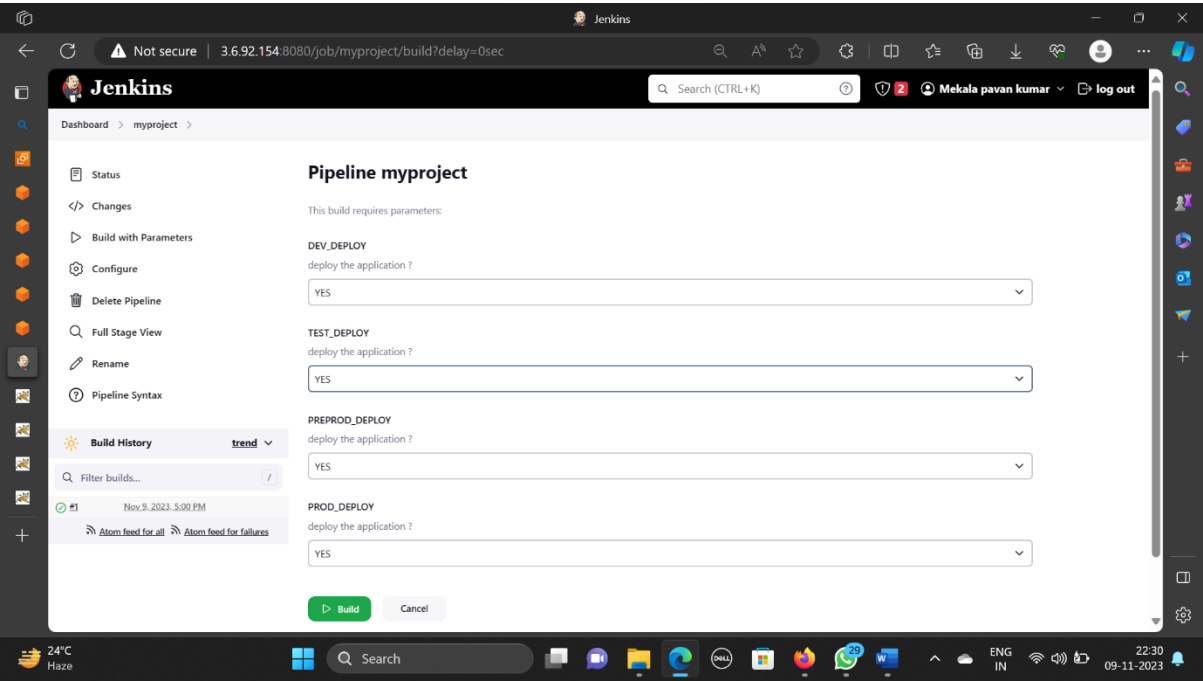 Jenkins
Not secure | 3.6.92.154:8080/job/myproject/build?delay=0sec
Jenkins
Search (CTRL+K)
2
Mekala pavan kumar
log out
Dashboard > myproject >
Status
Changes
Build with Parameters
Configure
Delete Pipeline
Full Stage View
Rename
Pipeline Syntax
Build History
trend
Filter builds...
/
#1
Nov 9, 2023, 5:00 PM
Atom feed for all
Atom feed for failures
Pipeline myproject
This build requires parameters:
DEV_DEPLOY
deploy the application ?
YES
TEST_DEPLOY
deploy the application ?
YES
PREPROD_DEPLOY
deploy the application ?
YES
PROD_DEPLOY
deploy the application ?
YES
Build
Cancel
24°C
Haze
Search
DELL
29
ENG
IN
22:30
09-11-2023